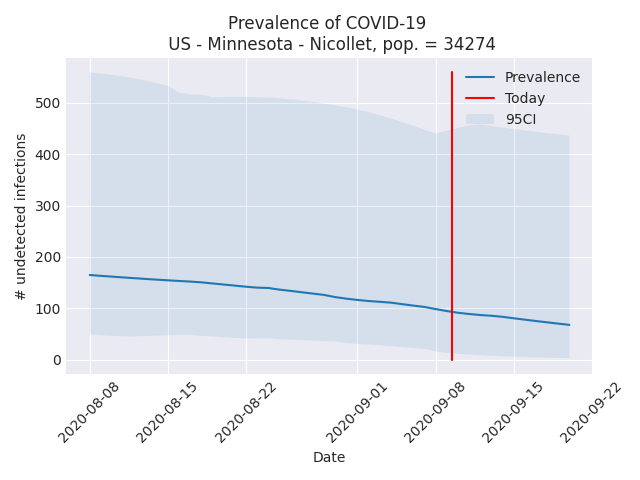 Prevalence of COVID-19
US - Minnesota - Nicollet, pop. = 34274
Prevalence
Today
95CI
# undetected infections
500
400
300
200
100
0
2020-08-08
2020-08-15
2020-08-22
2020-09-01
2020-09-08
2020-09-15
2020-09-22
Date